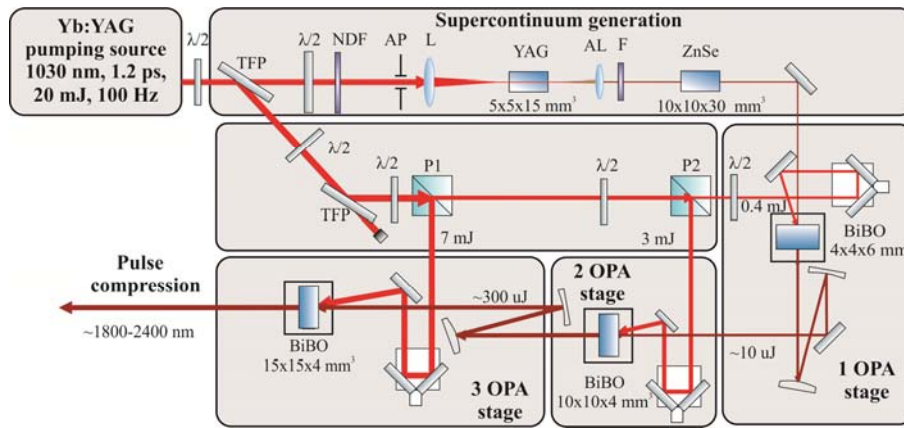 Supercontinuum generation
Yb:YAG
pumping source
1030 nm, 1.2 ps,
20 mJ, 100 Hz
λ/2
TFP
λ/2
NDF
AP
L
YAG
5x5x15 mm³
AL
F
ZnSe
10x10x30 mm³
λ/2
TFP
λ/2
P1
7 mJ
λ/2
P2
3 mJ
λ/2
0.4 mJ
BiBO
4x4x6 mm
1 OPA
stage
~10 uJ
2 OPA
stage
BiBO
10x10x4 mm³
~300 uJ
3 OPA
stage
BiBO
15x15x4 mm³
Pulse
compression
~1800-2400 nm